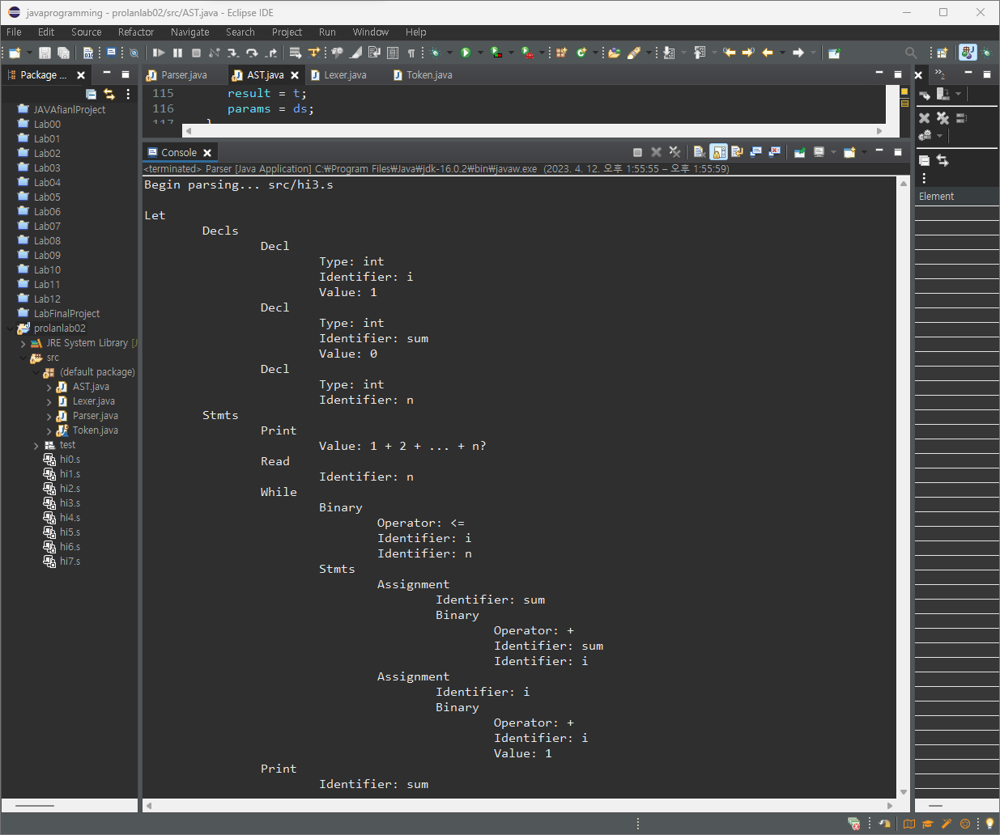 javaprogramming - prolanlab02/src/AST.java - Eclipse IDE
File Edit Source Refactor Navigate Search Project Run Window Help
Package ...
Parser.java AST.java Lexer.java Token.java
JAVAfianlProject
Lab00
Lab01
Lab02
Lab03
Lab04
Lab05
Lab06
Lab07
Lab08
Lab09
Lab10
Lab11
Lab12
LabFinalProject
prolanlab02
JRE System Library [J
src
(default package)
AST.java
Lexer.java
Parser.java
Token.java
test
hi0.s
hi1.s
hi2.s
hi3.s
hi4.s
hi5.s
hi6.s
hi7.s
115 result = t;
116 params = ds;
117 }
Console
<terminated> Parser [Java Application] C:₩Program Files₩Java₩jdk-16.0.2₩bin₩javaw.exe (2023. 4. 12. 오후 1:55:55 – 오후 1:55:59)
Begin parsing... src/hi3.s
Let
Decls
Decl
Type: int
Identifier: i
Value: 1
Decl
Type: int
Identifier: sum
Value: 0
Decl
Type: int
Identifier: n
Stmts
Print
Value: 1 + 2 + ... + n?
Read
Identifier: n
While
Binary
Operator: <=
Identifier: i
Identifier: n
Stmts
Assignment
Identifier: sum
Binary
Operator: +
Identifier: sum
Identifier: i
Assignment
Identifier: i
Binary
Operator: +
Identifier: i
Value: 1
Print
Identifier: sum
Element